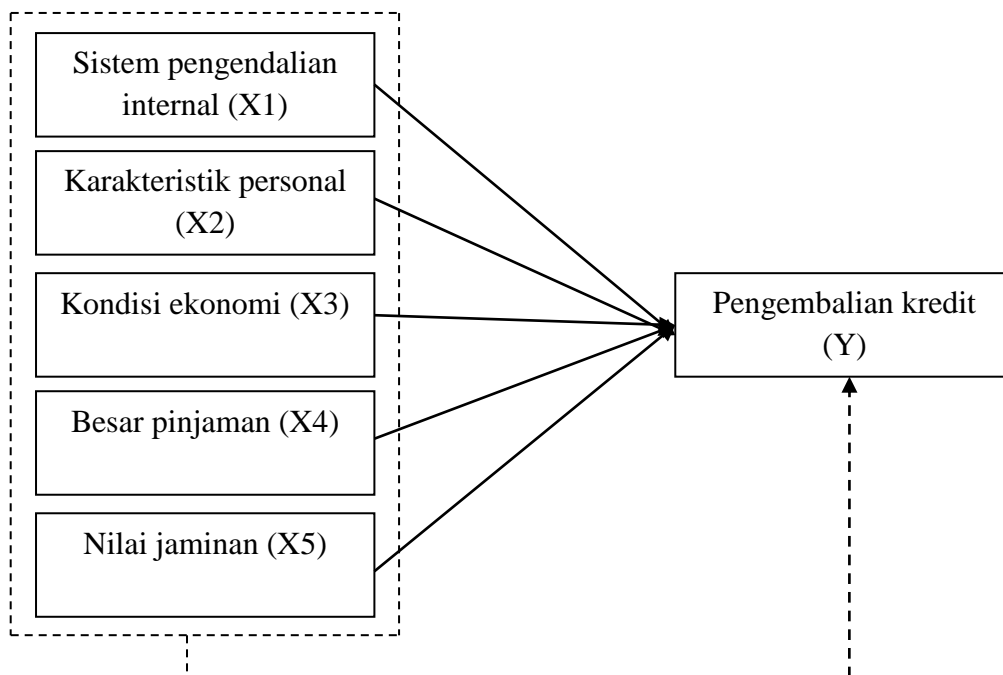 Sistem pengendalian
internal (X1)
Karakteristik personal
(X2)
Kondisi ekonomi (X3)
Besar pinjaman (X4)
Nilai jaminan (X5)
Pengembalian kredit
(Y)